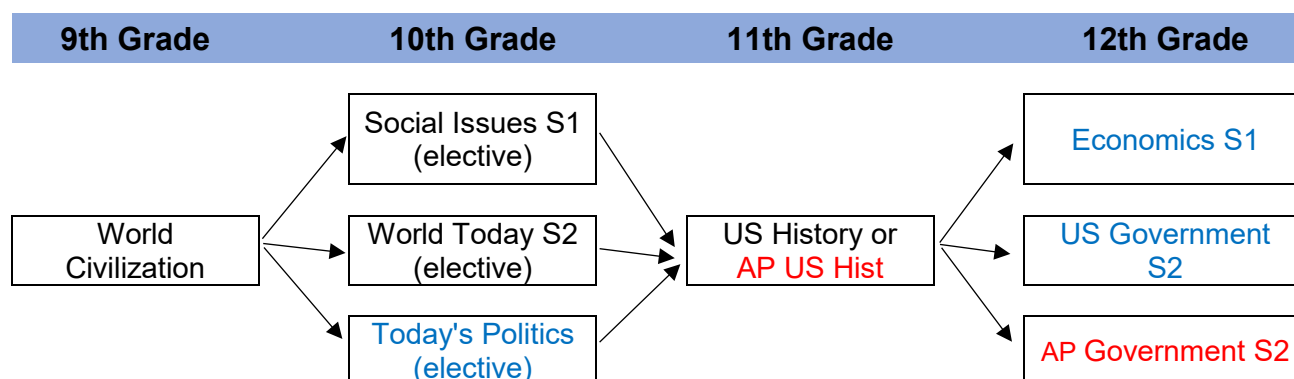 9th Grade 10th Grade 11th Grade 12th Grade
Social Issues S1
(elective)
Economics S1
World
Civilization
World Today S2
(elective)
US History or
AP US Hist
US Government
S2
Today's Politics
(elective)
AP Government S2